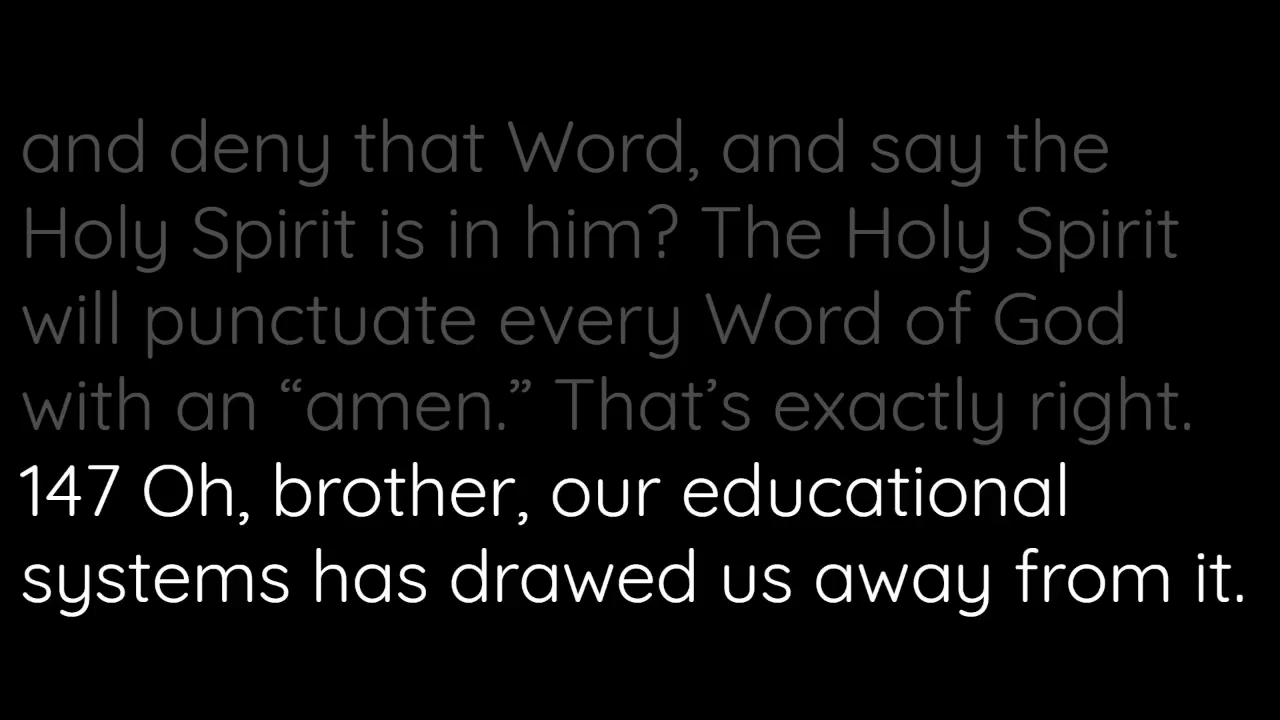 and deny that Word, and say the
Holy Spirit is in him? The Holy Spirit
will punctuate every Word of God
with an “amen.” That’s exactly right.
147 Oh, brother, our educational
systems has drawed us away from it.